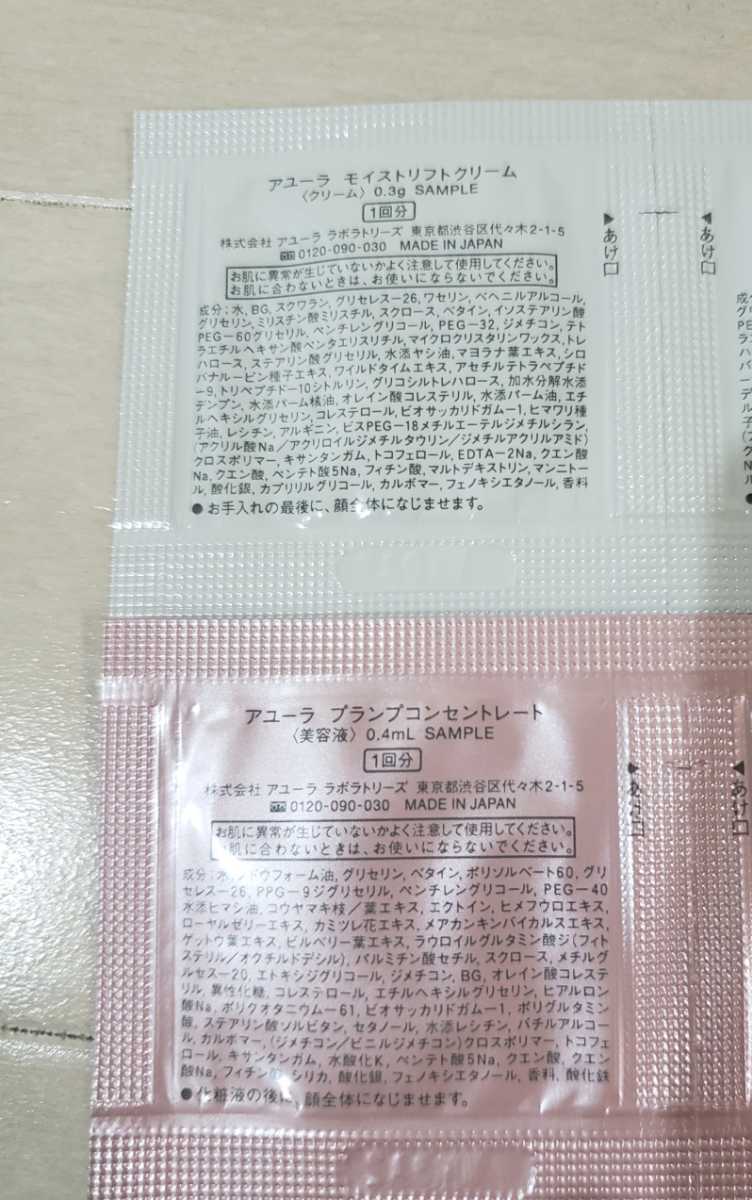 アユーラ モイストリフトクリーム
〈クリーム〉0.3g SAMPLE
1回分
株式会社 アユーラ ラボラトリーズ 東京都渋谷区代々木2-1-5
0120-090-030 MADE IN JAPAN
お肌に異常が生じていないかよく注意して使用してください。
お肌に合わないときは、お使いにならないでください。
成分：水, BG, スクワラン, グリセレス-26, ワセリン, ベヘニルアルコール,
グリセリン, ミリスチン酸ミリスチル, スクロース, ベタイン, イソステアリン酸
PEG-60グリセリル, ペンチレングリコール, PEG-32, ジメチコン, テト
ラエチルヘキサン酸ペンタエリスリチル, マイクロクリスタリンワックス, トレ
ハロース, ステアリン酸グリセリル, 水添ヤシ油, マヨラナ葉エキス, シロ
バナルーピン種子エキス, ワイルドタイムエキス, アセチルテトラペプチド
-9, トリペプチド-10シトルリン, グリコシルトレハロース, 加水分解水添
デンプン, 水添パーム核油, オレイン酸コレステリル, 水添パーム油, エチ
ルヘキシルグリセリン, コレステロール, ビオサッカリドガム-1, ヒマワリ種
子油, レシチン, アルギニン, ビスPEG-18メチルエーテルジメチルシラン,
(アクリル酸Na/アクリロイルジメチルタウリン/ジメチルアクリルアミド)
クロスポリマー, キサンタンガム, トコフェロール, EDTA-2Na, クエン酸
Na, クエン酸, ペンテト酸5Na, フィチン酸, マルトデキストリン, マンニトー
ル, 酸化銀, カプリリルグリコール, カルボマー, フェノキシエタノール, 香料
●お手入れの最後に、顔全体になじませます。
▶あけ口
◀あけ口
アユーラ プランプコンセントレート
〈美容液〉0.4mL SAMPLE
1回分
株式会社 アユーラ ラボラトリーズ 東京都渋谷区代々木2-1-5
0120-090-030 MADE IN JAPAN
お肌に異常が生じていないかよく注意して使用してください。
お肌に合わないときは、お使いにならないでください。
成分：水, ドウフォーム油, グリセリン, ベタイン, ポリソルベート60, グリ
セレス-26, PPG-9ジグリセリル, ペンチレングリコール, PEG-40
水添ヒマシ油, コウヤマキ枝/葉エキス, エクトイン, ヒメフウロエキス,
ローヤルゼリーエキス, カミツレ花エキス, メアカンキンバイカルスエキス,
ゲットウ葉エキス, ビルベリー葉エキス, ラウロイルグルタミン酸ジ(フィト
ステリル/オクチルドデシル), パルミチン酸セチル, スクロース, メチルグ
ルセス-20, エトキシジグリコール, ジメチコン, BG, オレイン酸コレステ
リル, 異性化糖, コレステロール, エチルヘキシルグリセリン, ヒアルロン
酸Na, ポリクオタニウム-61, ビオサッカリドガム-1, ポリグルタミン
酸, ステアリン酸ソルビタン, セタノール, 水添レシチン, バチルアルコー
ル, カルボマー, (ジメチコン/ビニルジメチコン)クロスポリマー, トコフェ
ロール, キサンタンガム, 水酸化K, ペンテト酸5Na, クエン酸, クエン
酸Na, フィチン酸, シリカ, 酸化銀, フェノキシエタノール, 香料, 酸化鉄
●化粧液の後に、顔全体になじませます。
▶あけ口
◀あけ口